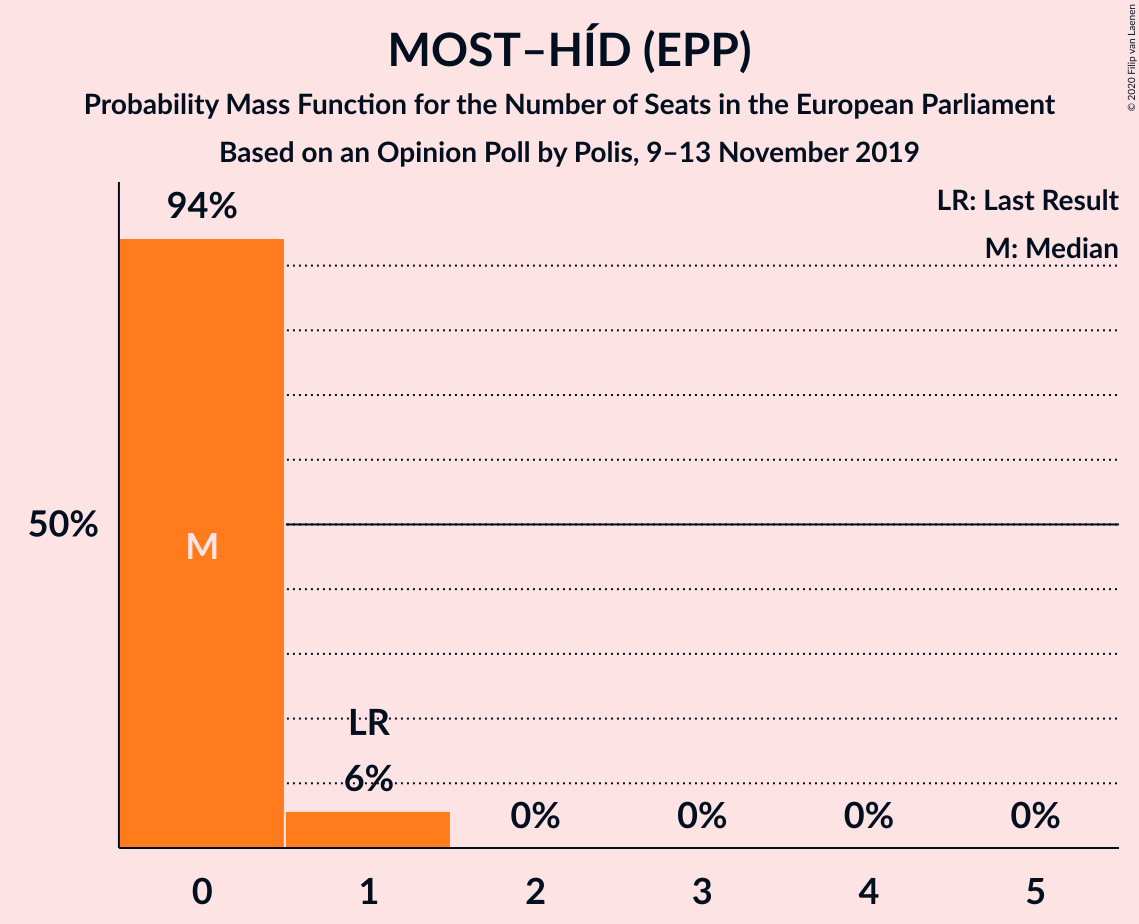 MOST–HÍD (EPP)
Probability Mass Function for the Number of Seats in the European Parliament
Based on an Opinion Poll by Polis, 9–13 November 2019
© 2020 Filip van Laenen
LR: Last Result
M: Median
94%
50%
M
LR
6%
0%
0%
0%
0%
0
1
2
3
4
5